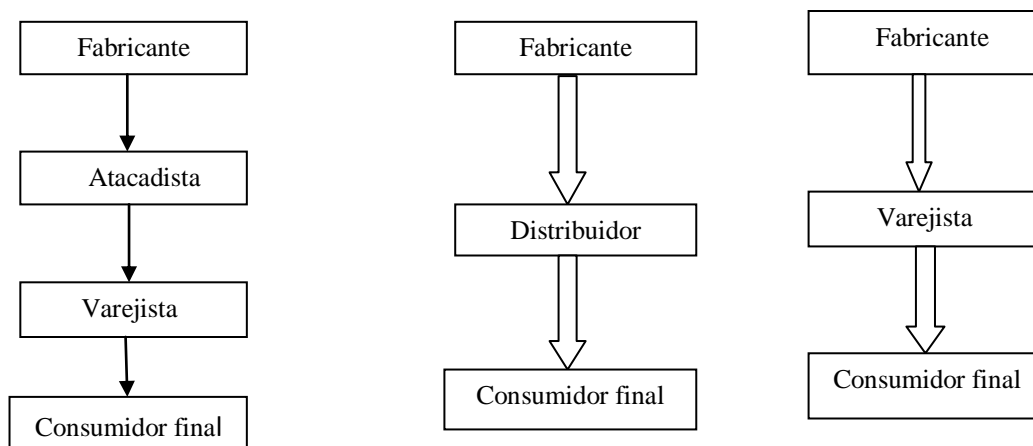 Fabricante
Atacadista
Varejista
Consumidor final
Fabricante
Distribuidor
Consumidor final
Fabricante
Varejista
Consumidor final